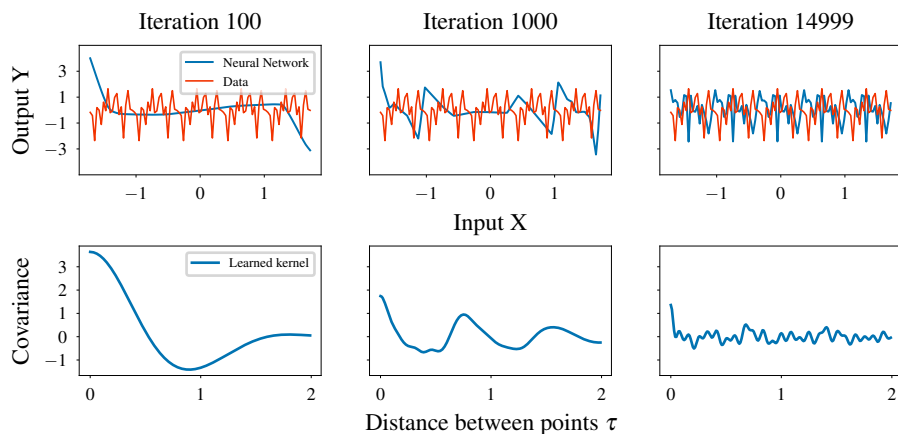 Iteration 100 Iteration 1000 Iteration 14999
Output Y
3
1
−1
−3
Neural Network
Data
−1 0 1
−1 0 1
−1 0 1
Input X
Covariance
3
2
1
0
−1
Learned kernel
0 1 2
0 1 2
0 1 2
Distance between points τ